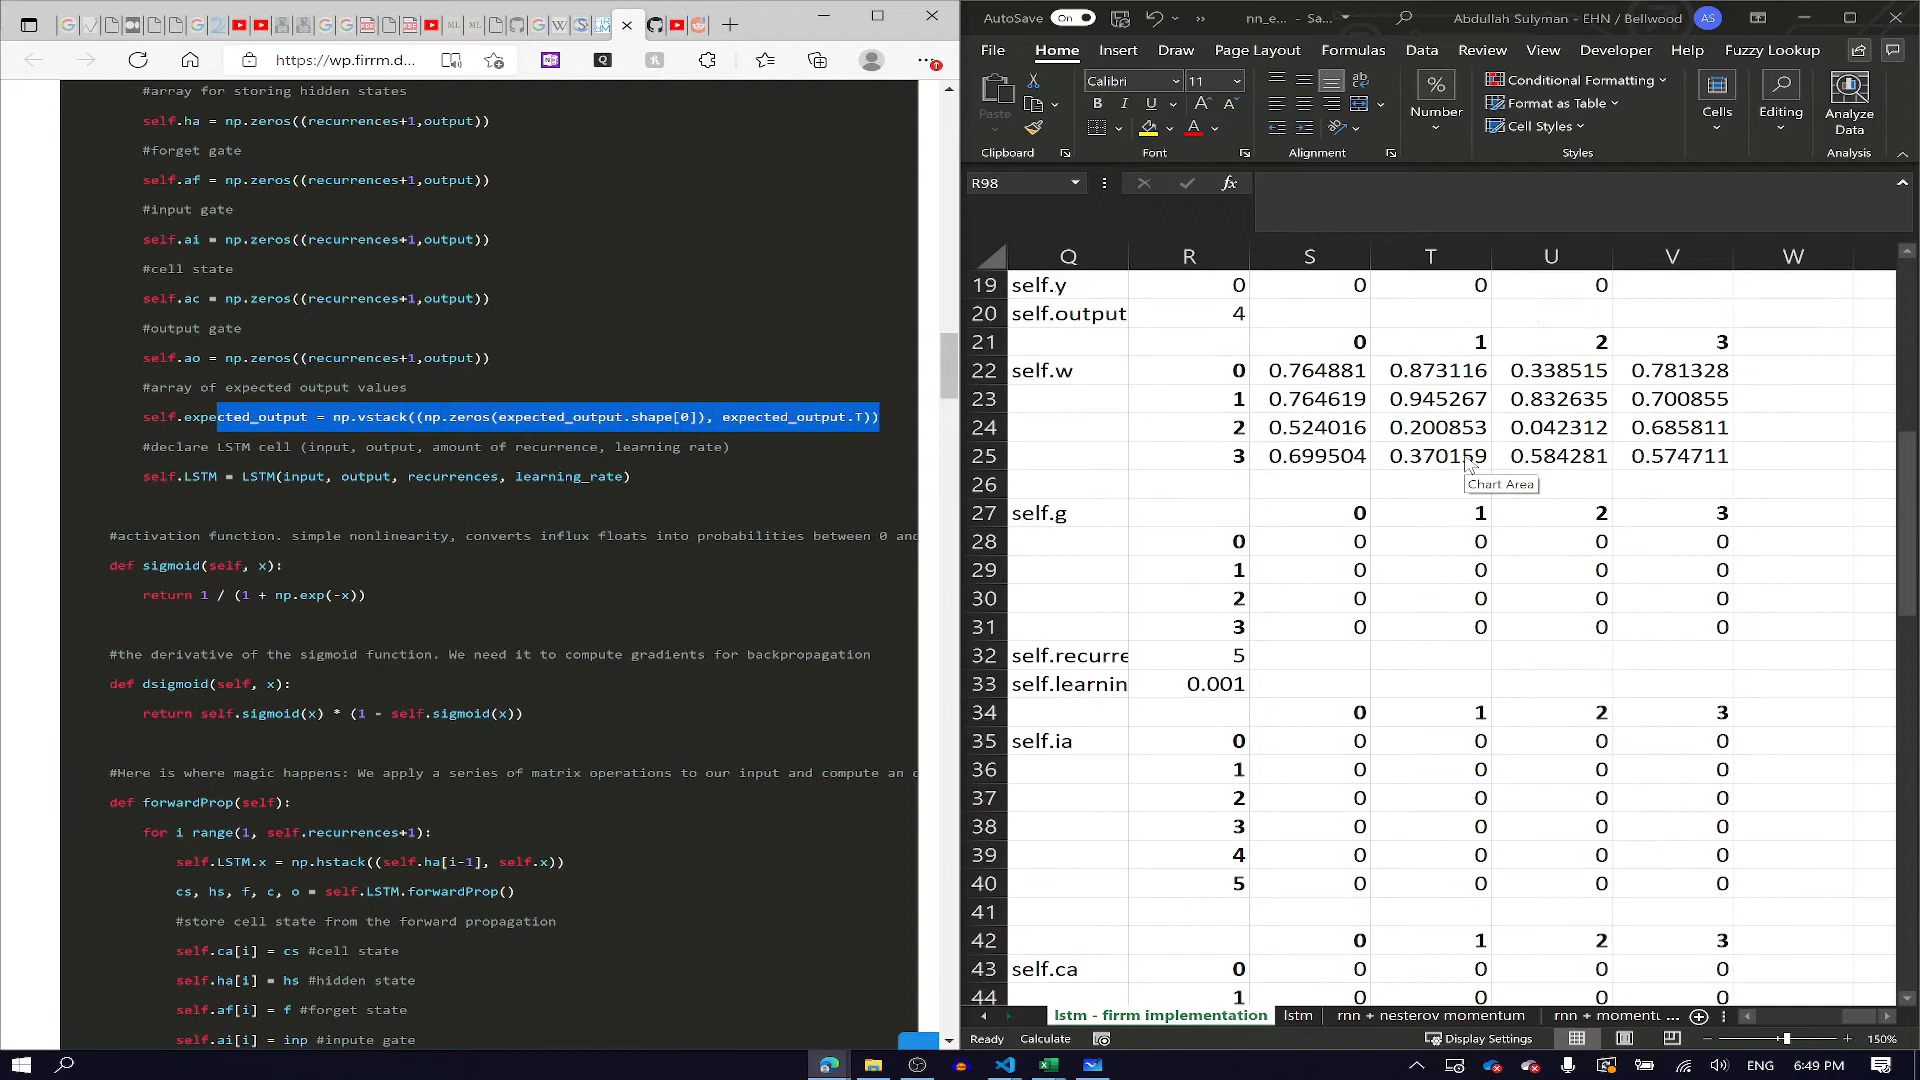 https://wp.firrm.d...
#array for storing hidden states
self.ha = np.zeros((recurrences+1,output))
#forget gate
self.af = np.zeros((recurrences+1,output))
#input gate
self.ai = np.zeros((recurrences+1,output))
#cell state
self.ac = np.zeros((recurrences+1,output))
#output gate
self.ao = np.zeros((recurrences+1,output))
#array of expected output values
self.expected_output = np.vstack((np.zeros(expected_output.shape[0]), expected_output.T))
#declare LSTM cell (input, output, amount of recurrence, learning rate)
self.LSTM = LSTM(input, output, recurrences, learning_rate)
#activation function. simple nonlinearity, converts influx floats into probabilities between 0 and
def sigmoid(self, x):
return 1 / (1 + np.exp(-x))
#the derivative of the sigmoid function. We need it to compute gradients for backpropagation
def dsigmoid(self, x):
return self.sigmoid(x) * (1 - self.sigmoid(x))
#Here is where magic happens: We apply a series of matrix operations to our input and compute an
def forwardProp(self):
for i range(1, self.recurrences+1):
self.LSTM.x = np.hstack((self.ha[i-1], self.x))
cs, hs, f, c, o = self.LSTM.forwardProp()
#store cell state from the forward propagation
self.ca[i] = cs #cell state
self.ha[i] = hs #hidden state
self.af[i] = f #forget state
self.ai[i] = inp #inpute gate
AutoSave On nn_e... - Sa... Abdullah Sulyman - EHN / Bellwood AS
File Home Insert Draw Page Layout Formulas Data Review View Developer Help Fuzzy Lookup
Paste Calibri 11 Number Conditional Formatting Format as Table Cell Styles Cells Editing Analyze Data
Clipboard Font Alignment Styles Analysis
R98 fx
Q R S T U V W
19 self.y 0 0 0 0
20 self.output 4
21 0 1 2 3
22 self.w 0 0.764881 0.873116 0.338515 0.781328
23 1 0.764619 0.945267 0.832635 0.700855
24 2 0.524016 0.200853 0.042312 0.685811
25 3 0.699504 0.370159 0.584281 0.574711
26 Chart Area
27 self.g 0 1 2 3
28 0 0 0 0 0
29 1 0 0 0 0
30 2 0 0 0 0
31 3 0 0 0 0
32 self.recurre 5
33 self.learnin 0.001
34 0 1 2 3
35 self.ia 0 0 0 0 0
36 1 0 0 0 0
37 2 0 0 0 0
38 3 0 0 0 0
39 4 0 0 0 0
40 5 0 0 0 0
41
42 0 1 2 3
43 self.ca 0 0 0 0 0
44 1 0 0 0 0
lstm - firrm implementation lstm rnn + nesterov momentum rnn + momentu ...
Ready Calculate Display Settings 150%
ENG 6:49 PM